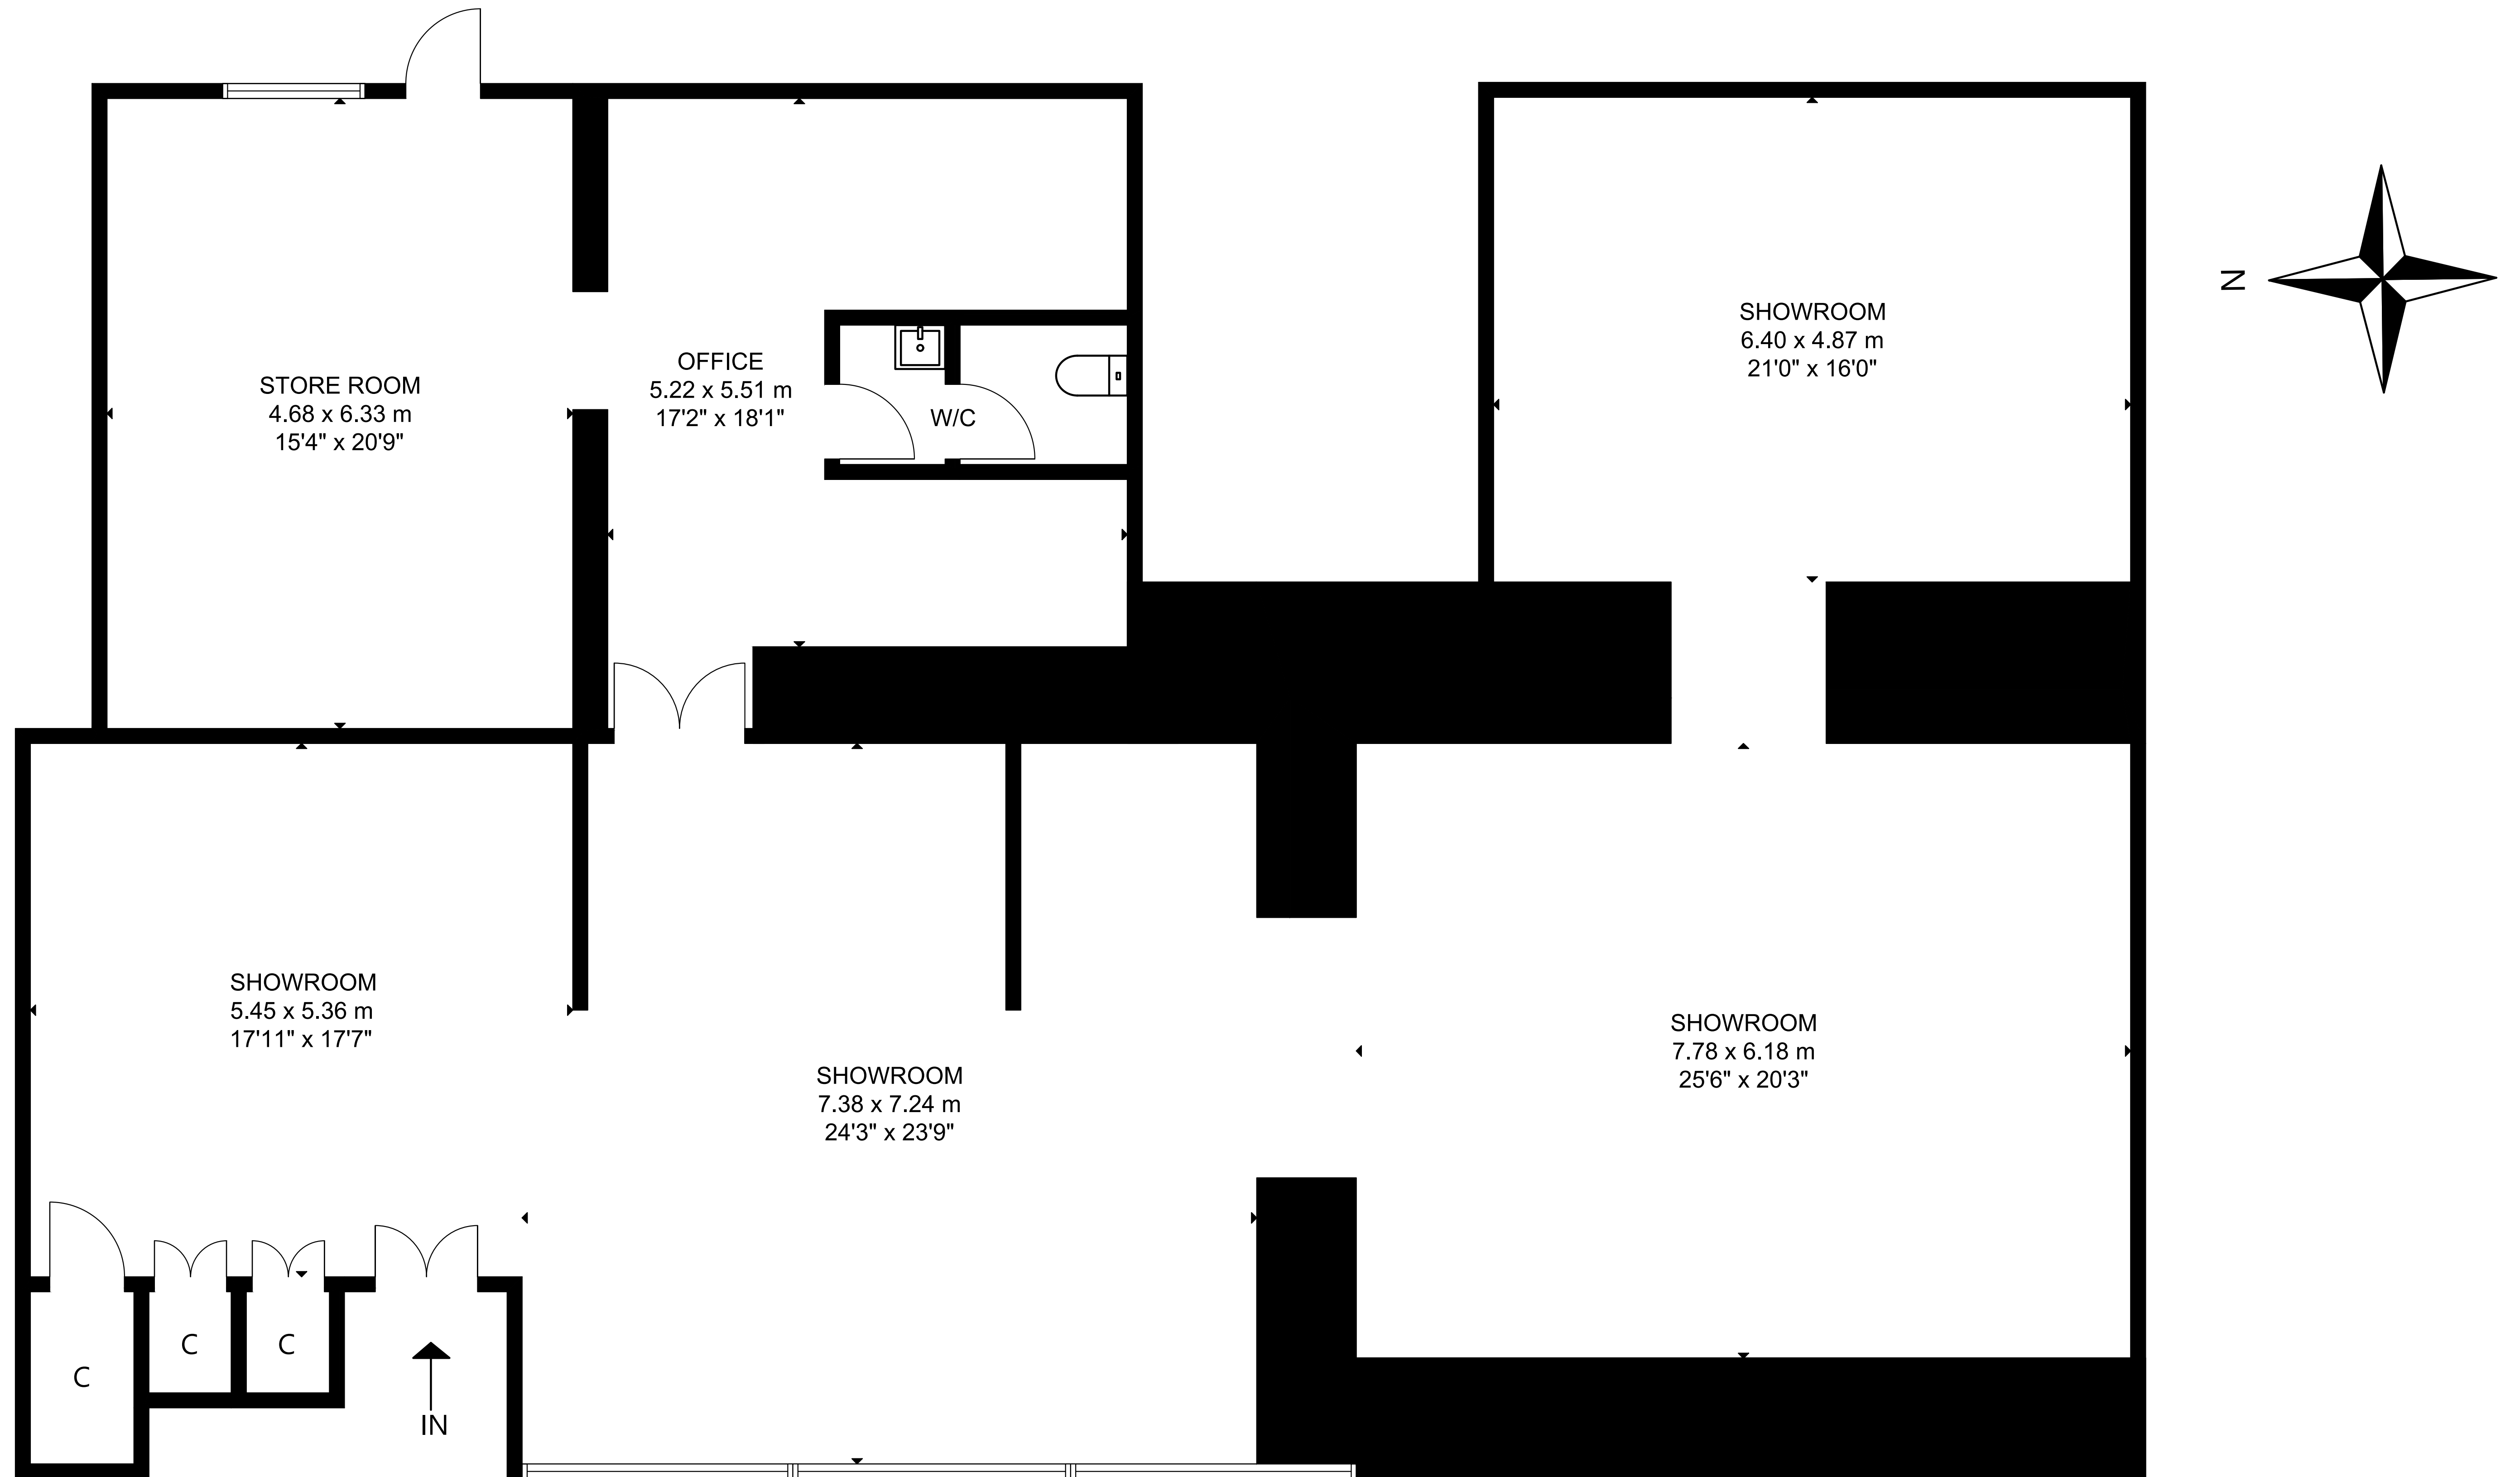 STORE ROOM
4.68 x 6.33 m
15'4" x 20'9"
OFFICE
5.22 x 5.51 m
17'2" x 18'1"
W/C
SHOWROOM
6.40 x 4.87 m
21'0" x 16'0"
N
SHOWROOM
5.45 x 5.36 m
17'11" x 17'7"
SHOWROOM
7.38 x 7.24 m
24'3" x 23'9"
SHOWROOM
7.78 x 6.18 m
25'6" x 20'3"
C
C
C
IN